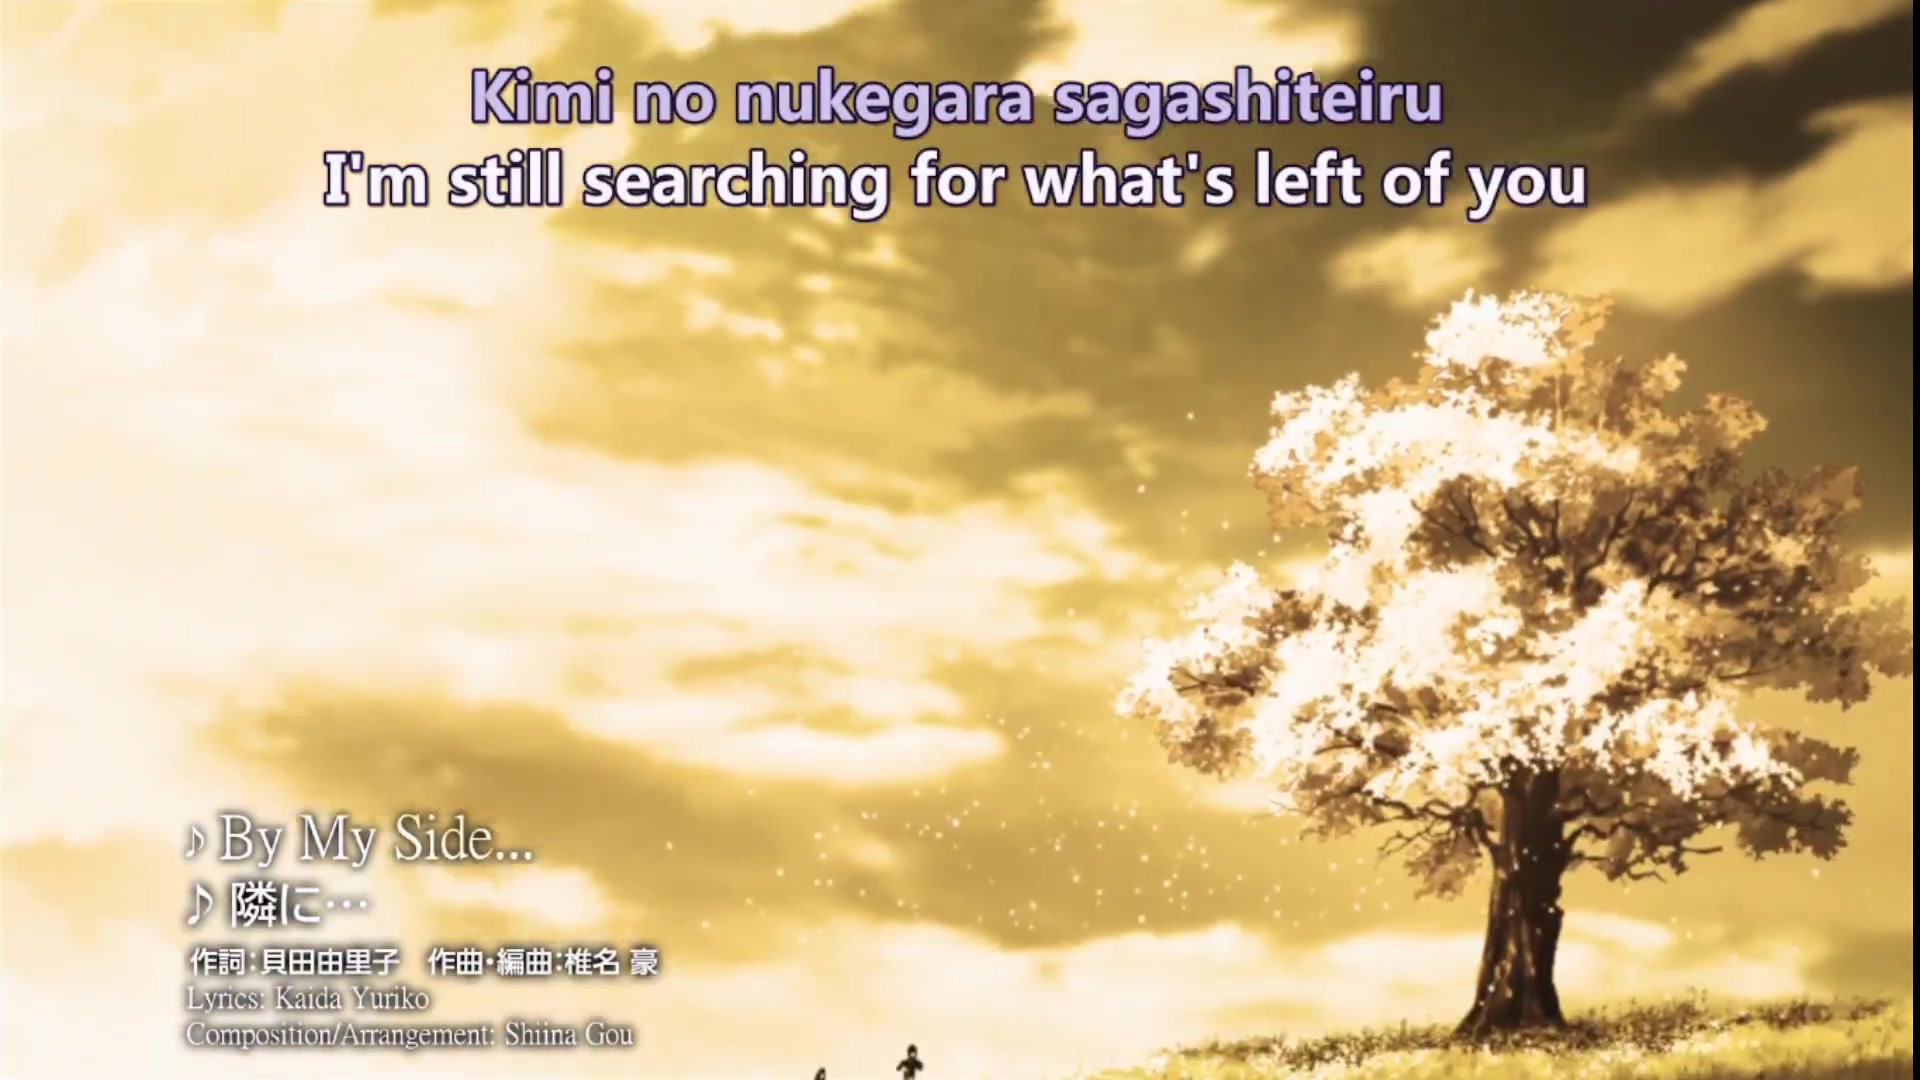 Kimi no nukegara sagashiteiru
I'm still searching for what's left of you
♪ By My Side...
♪ 隣に…
作詞：貝田由里子　作曲・編曲：椎名 豪
Lyrics: Kaida Yuriko
Composition/Arrangement: Shiina Gou